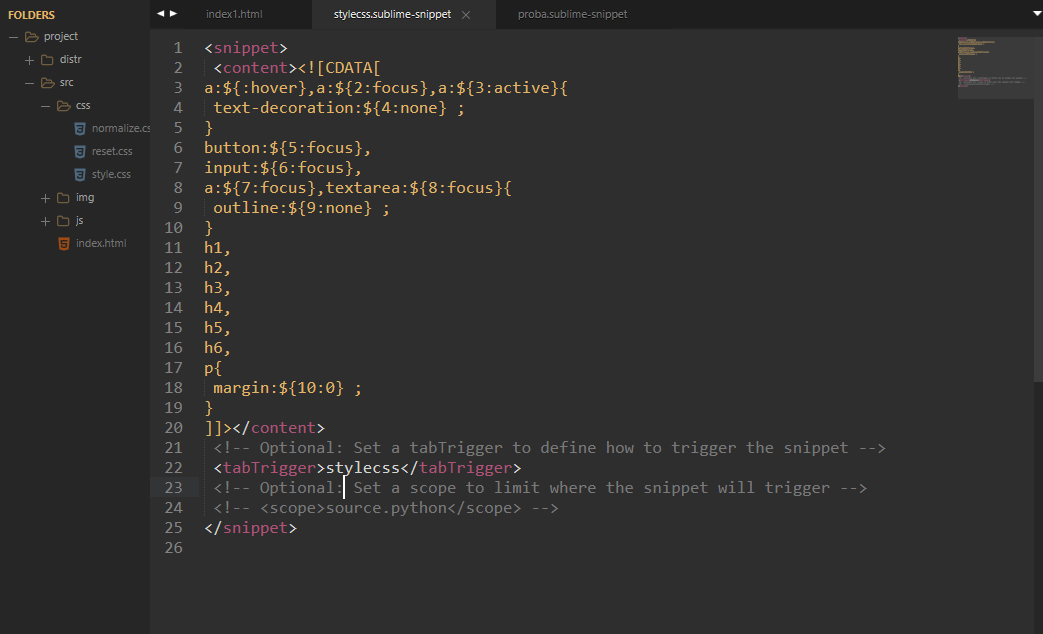 FOLDERS
project
distr
src
css
normalize.cs
reset.css
style.css
img
js
index.html
index1.html
stylecss.sublime-snippet
proba.sublime-snippet
1 <snippet>
2 <content><![CDATA[
3 a:${:hover},a:${2:focus},a:${3:active}{
4 text-decoration:${4:none} ;
5 }
6 button:${5:focus},
7 input:${6:focus},
8 a:${7:focus},textarea:${8:focus}{
9 outline:${9:none} ;
10 }
11 h1,
12 h2,
13 h3,
14 h4,
15 h5,
16 h6,
17 p{
18 margin:${10:0} ;
19 }
20 ]]></content>
21 <!-- Optional: Set a tabTrigger to define how to trigger the snippet -->
22 <tabTrigger>stylecss</tabTrigger>
23 <!-- Optional: Set a scope to limit where the snippet will trigger -->
24 <!-- <scope>source.python</scope> -->
25 </snippet>
26